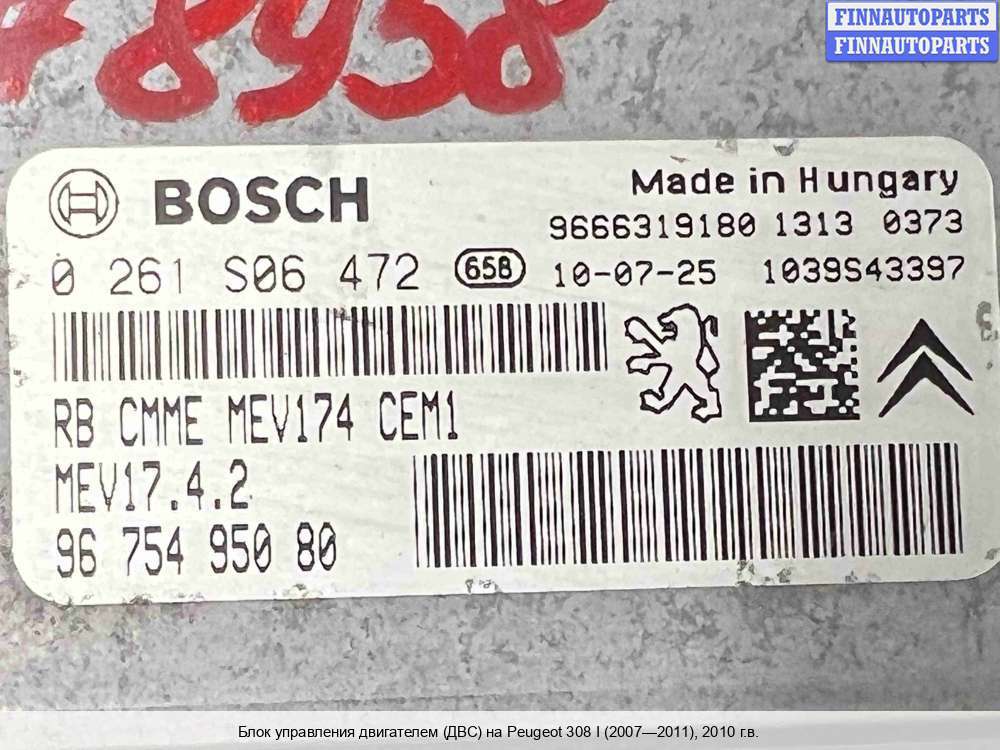 FINNAUTOPARTS
FINNAUTOPARTS
78958
BOSCH
Made in Hungary
9666319180 1313 0373
0 261 S06 472 658 10-07-25 1039S43397
RB CMME MEV174 CEM1
MEV17.4.2
96 754 950 80
Блок управления двигателем (ДВС) на Peugeot 308 I (2007—2011), 2010 г.в.